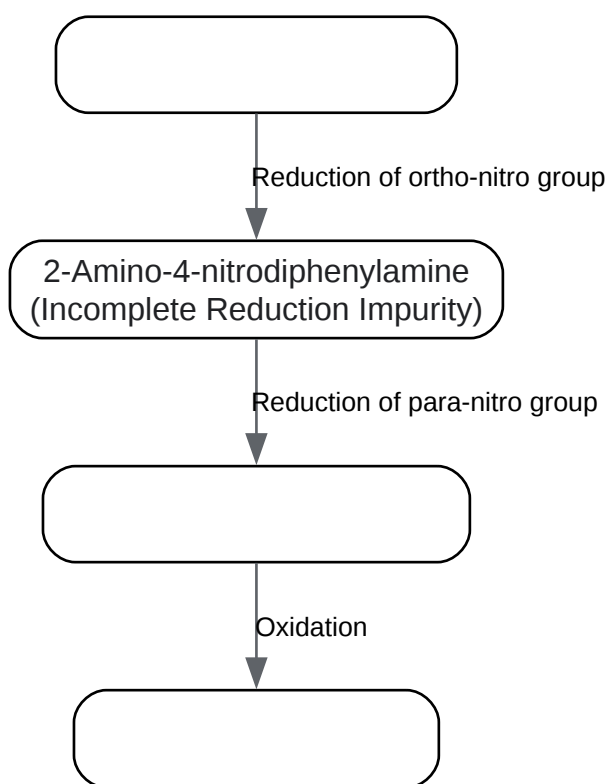 Reduction of ortho-nitro group
2-Amino-4-nitrodiphenylamine
(Incomplete Reduction Impurity)
Reduction of para-nitro group
Oxidation